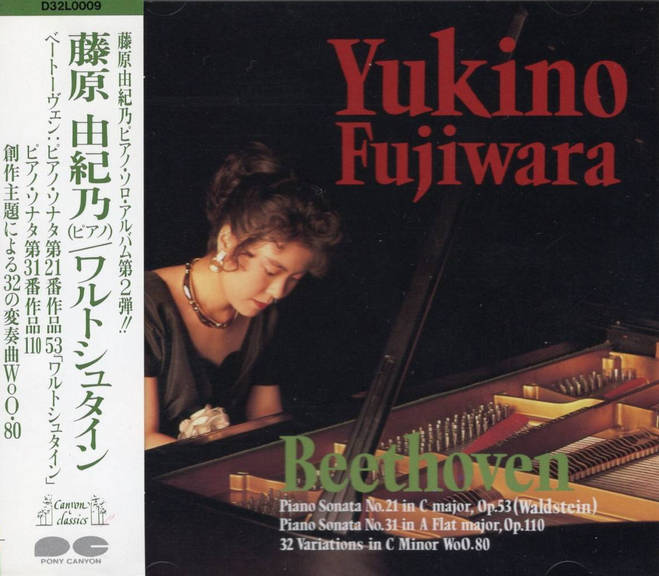 D32L0009
藤原由紀乃ピアノ・ソロ・アルバム第2弾!!
藤原 由紀乃(ピアノ)/ワルトシュタイン
ベートーヴェン:ピアノ・ソナタ第21番作品53「ワルトシュタイン」
ピアノ・ソナタ第31番作品110
創作主題による32の変奏曲WoO.80
Canyon
classics
PONY CANYON
Yukino
Fujiwara
Beethoven
Piano Sonata No.21 in C major, Op.53 (Waldstein)
Piano Sonata No.31 in A Flat major, Op.110
32 Variations in C Minor WoO.80